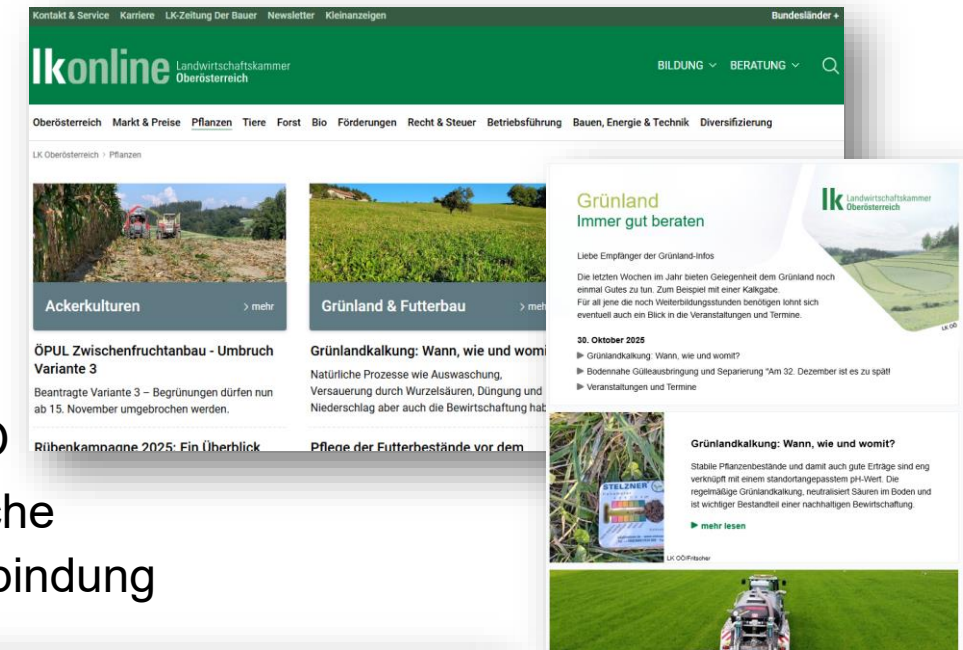 Kontakt & Service Karriere LK-Zeitung Der Bauer Newsletter Kleinanzeigen Bundesländer +
lkonline Landwirtschaftskammer
Oberösterreich
BILDUNG BERATUNG
Oberösterreich Markt & Preise Pflanzen Tiere Forst Bio Förderungen Recht & Steuer Betriebsführung Bauen, Energie & Technik Diversifizierung
LK Oberösterreich > Pflanzen
Ackerkulturen > mehr
ÖPUL Zwischenfruchtanbau - Umbruch
Variante 3
Beantragte Variante 3 – Begrünungen dürfen nun
ab 15. November umgebrochen werden.
Rübenkampagne 2025: Ein Überblick
Grünland & Futterbau > meh
Grünlandkalkung: Wann, wie und womi
Natürliche Prozesse wie Auswaschung,
Versauerung durch Wurzelsäuren, Düngung und
Niederschlag aber auch die Bewirtschaftung hab
Pflege der Futterbestände vor dem
che
bindung
Grünland
Immer gut beraten
lk Landwirtschaftskammer
Oberösterreich
Liebe Empfänger der Grünland-Infos
Die letzten Wochen im Jahr bieten Gelegenheit dem Grünland noch
einmal Gutes zu tun. Zum Beispiel mit einer Kalkgabe.
Für all jene die noch Weiterbildungsstunden benötigen lohnt sich
eventuell auch ein Blick in die Veranstaltungen und Termine.
LK OÖ
30. Oktober 2025
▶ Grünlandkalkung: Wann, wie und womit?
▶ Bodennahe Gülleausbringung und Separierung "Am 32. Dezember ist es zu spät!
▶ Veranstaltungen und Termine
STELZNER
Grünlandkalkung: Wann, wie und womit?
Stabile Pflanzenbestände und damit auch gute Erträge sind eng
verknüpft mit einem standortangepasstem pH-Wert. Die
regelmäßige Grünlandkalkung, neutralisiert Säuren im Boden und
ist wichtiger Bestandteil einer nachhaltigen Bewirtschaftung.
▶ mehr lesen
LK OÖ/Fritscher